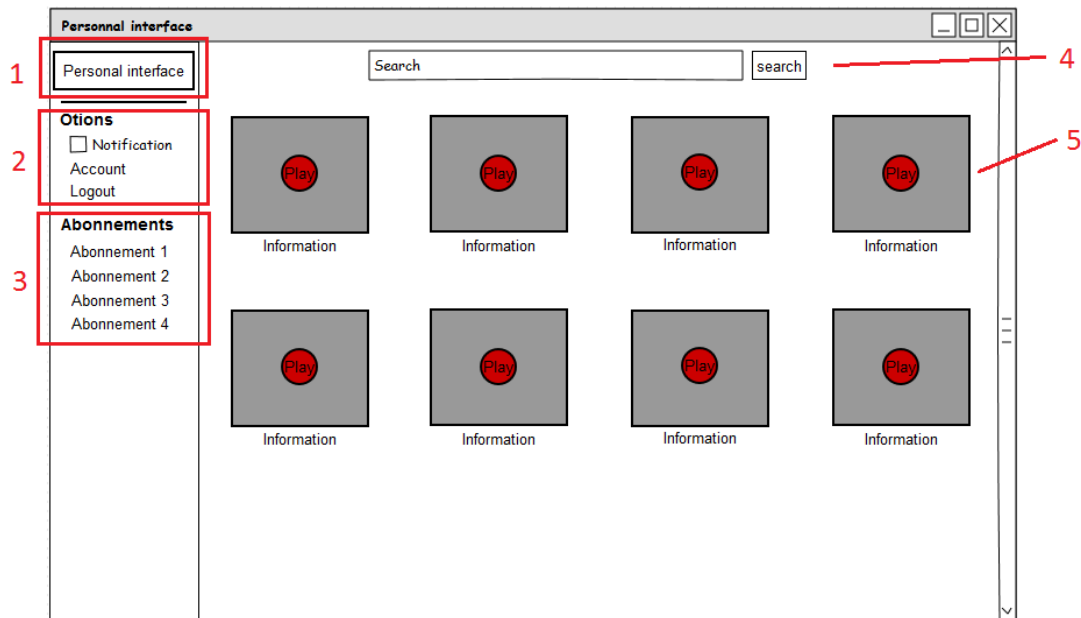 Personnal interface
1
Personal interface
Search
search
4
2
Otions
Notification
Account
Logout
3
Abonnements
Abonnement 1
Abonnement 2
Abonnement 3
Abonnement 4
Play Play Play Play
5
Information Information Information Information
Play Play Play Play
Information Information Information Information